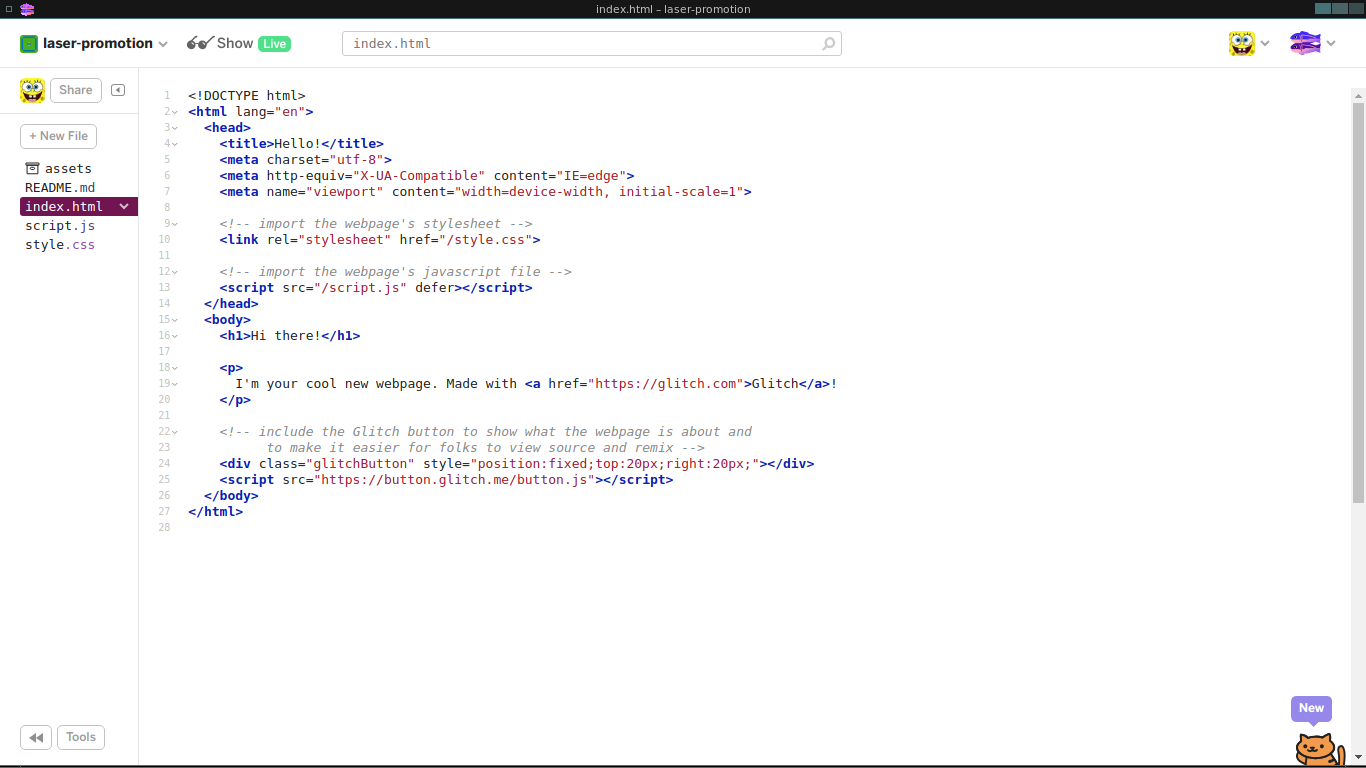 index.html – laser-promotion
laser-promotion
Show Live
index.html
Share
+ New File
assets
README.md
index.html
script.js
style.css
1 <!DOCTYPE html>
2 <html lang="en">
3   <head>
4     <title>Hello!</title>
5     <meta charset="utf-8">
6     <meta http-equiv="X-UA-Compatible" content="IE=edge">
7     <meta name="viewport" content="width=device-width, initial-scale=1">
8
9     <!-- import the webpage's stylesheet -->
10     <link rel="stylesheet" href="/style.css">
11
12     <!-- import the webpage's javascript file -->
13     <script src="/script.js" defer></script>
14   </head>
15   <body>
16     <h1>Hi there!</h1>
17
18     <p>
19       I'm your cool new webpage. Made with <a href="https://glitch.com">Glitch</a>!
20     </p>
21
22     <!-- include the Glitch button to show what the webpage is about and
23           to make it easier for folks to view source and remix -->
24     <div class="glitchButton" style="position:fixed;top:20px;right:20px;"></div>
25     <script src="https://button.glitch.me/button.js"></script>
26   </body>
27 </html>
28
Tools
New